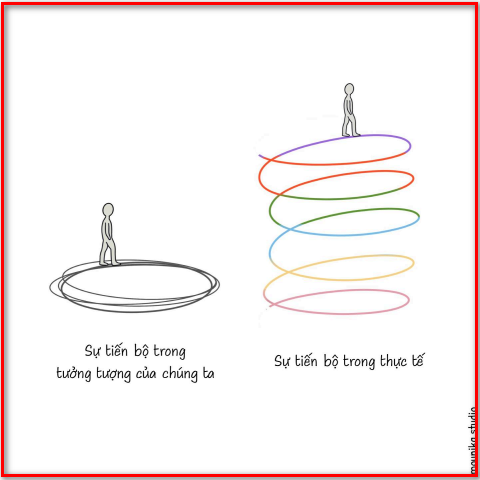 Sự tiến bộ trong
tưởng tượng của chúng ta
Sự tiến bộ trong thực tế
mounika studio